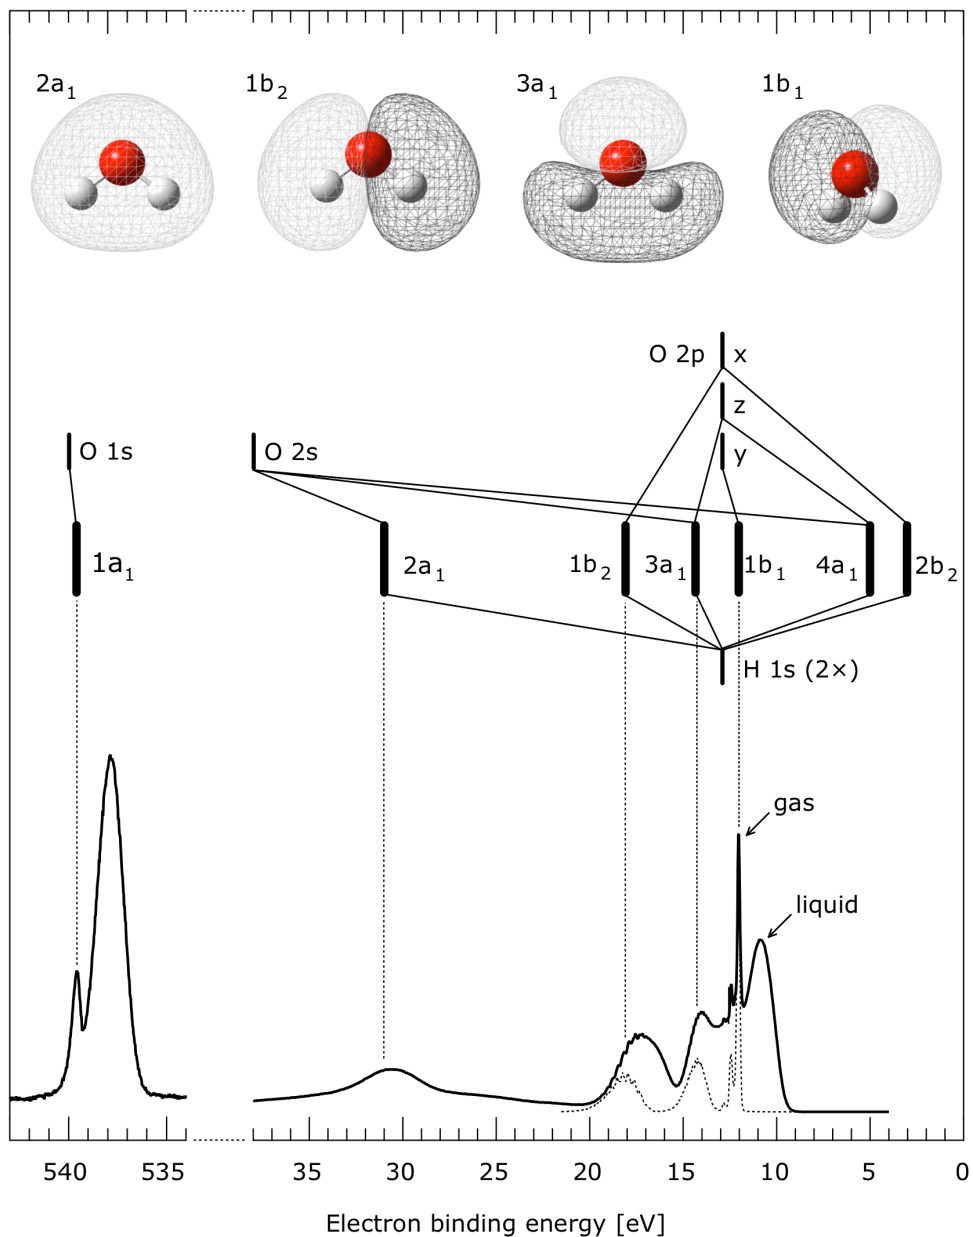 2a₁ 1b₂ 3a₁ 1b₁
O 2p x
z
O 1s O 2s y
1a₁ 2a₁ 1b₂ 3a₁ 1b₁ 4a₁ 2b₂
H 1s (2×)
gas
liquid
540 535 35 30 25 20 15 10 5 0
Electron binding energy [eV]